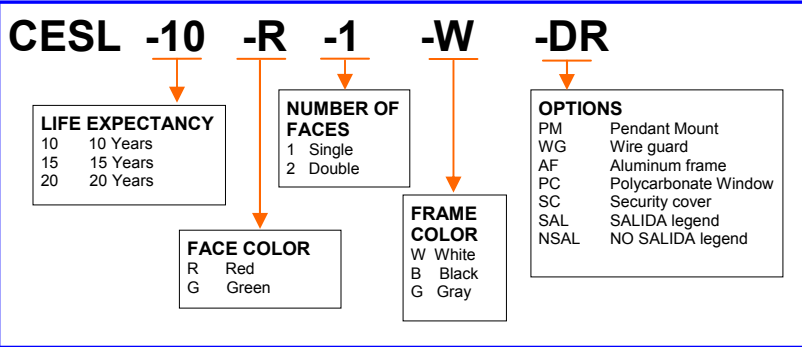 CESL -10 -R -1 -W -DR
LIFE EXPECTANCY
10 10 Years
15 15 Years
20 20 Years
FACE COLOR
R Red
G Green
NUMBER OF
FACES
1 Single
2 Double
FRAME
COLOR
W White
B Black
G Gray
OPTIONS
PM Pendant Mount
WG Wire guard
AF Aluminum frame
PC Polycarbonate Window
SC Security cover
SAL SALIDA legend
NSAL NO SALIDA legend